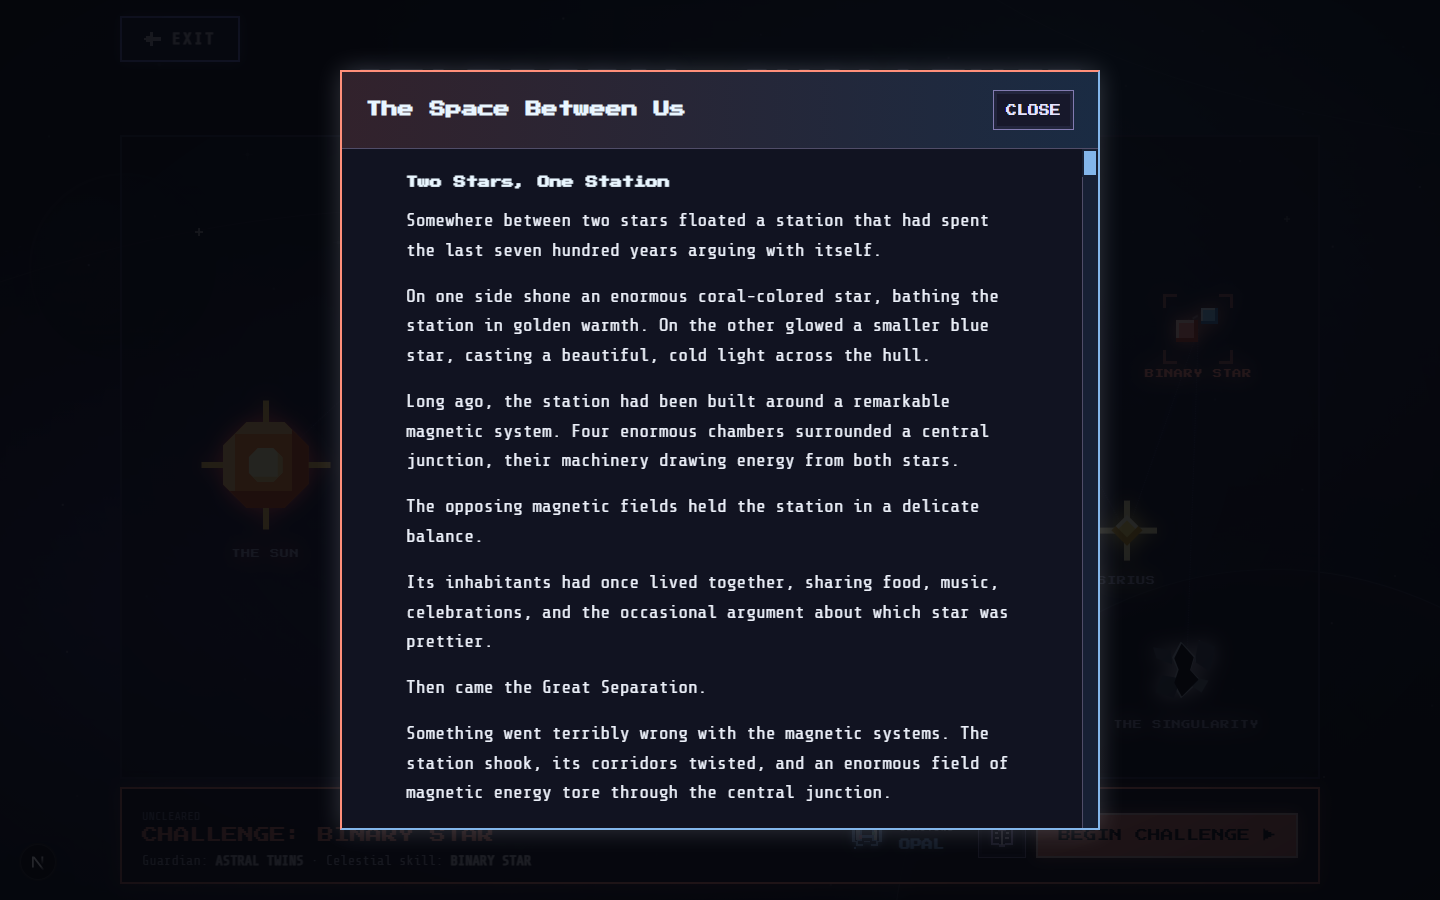 EXIT
The Space Between Us
CLOSE
Two Stars, One Station
Somewhere between two stars floated a station that had spent
the last seven hundred years arguing with itself.
On one side shone an enormous coral-colored star, bathing the
station in golden warmth. On the other glowed a smaller blue
star, casting a beautiful, cold light across the hull.
Long ago, the station had been built around a remarkable
magnetic system. Four enormous chambers surrounded a central
junction, their machinery drawing energy from both stars.
The opposing magnetic fields held the station in a delicate
balance.
Its inhabitants had once lived together, sharing food, music,
celebrations, and the occasional argument about which star was
prettier.
Then came the Great Separation.
Something went terribly wrong with the magnetic systems. The
station shook, its corridors twisted, and an enormous field of
magnetic energy tore through the central junction.
THE SUN
BINARY STAR
SIRIUS
THE SINGULARITY
UNCLEARED
CHALLENGE: BINARY STAR
Guardian: ASTRAL TWINS · Celestial skill: BINARY STAR
OPAL
BEGIN CHALLENGE
N